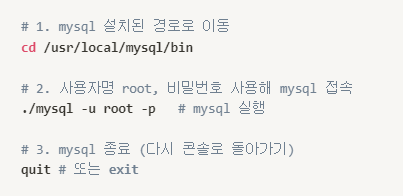 # 1. mysql 설치된 경로로 이동
cd /usr/local/mysql/bin
# 2. 사용자명 root, 비밀번호 사용해 mysql 접속
./mysql -u root -p # mysql 실행
# 3. mysql 종료 (다시 콘솔로 돌아가기)
quit # 또는 exit